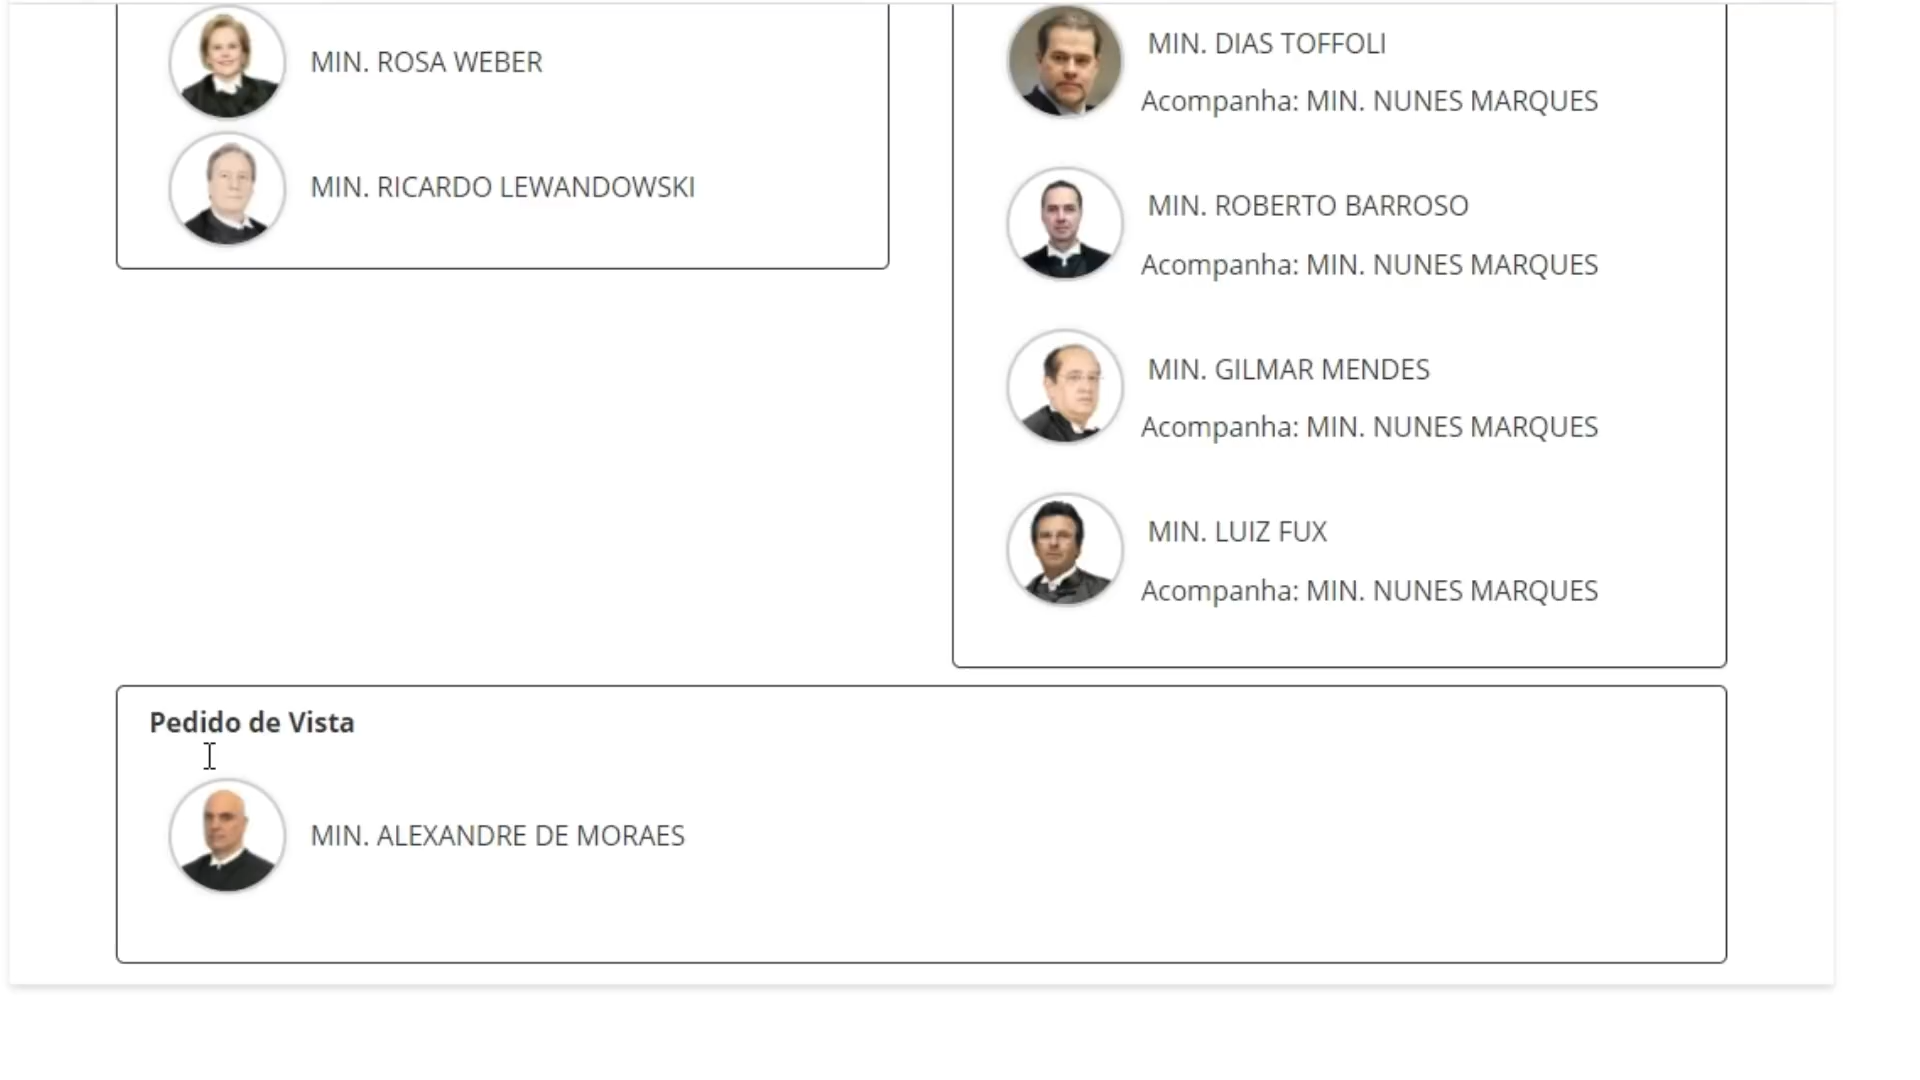 MIN. ROSA WEBER
MIN. RICARDO LEWANDOWSKI
MIN. DIAS TOFFOLI
Acompanha: MIN. NUNES MARQUES
MIN. ROBERTO BARROSO
Acompanha: MIN. NUNES MARQUES
MIN. GILMAR MENDES
Acompanha: MIN. NUNES MARQUES
MIN. LUIZ FUX
Acompanha: MIN. NUNES MARQUES
Pedido de Vista
MIN. ALEXANDRE DE MORAES